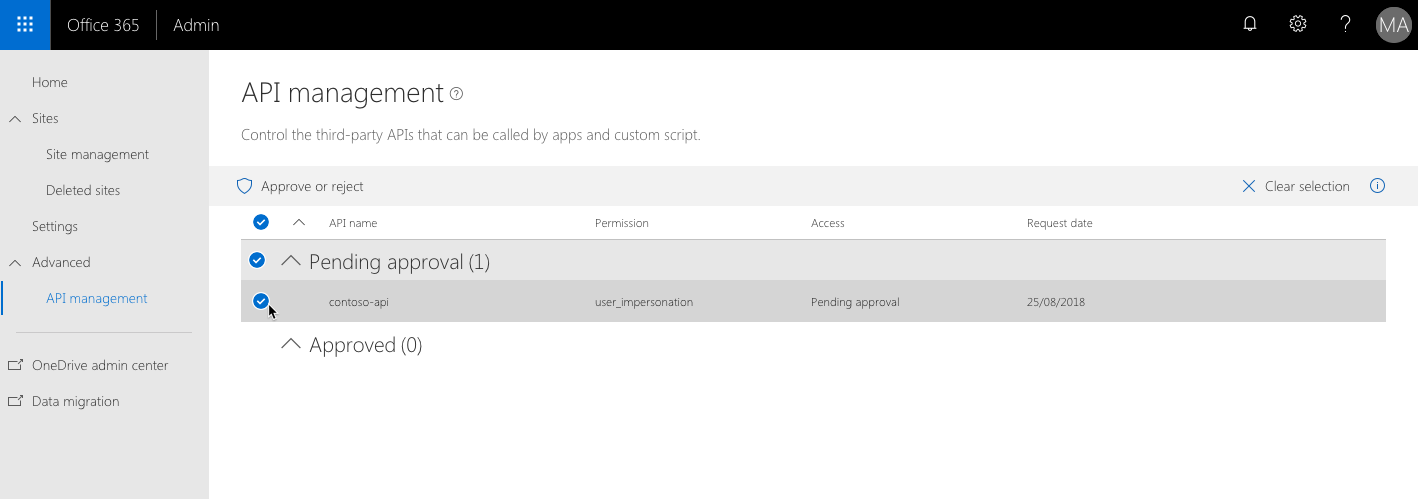 Office 365 Admin MA
Home
Sites
Site management
Deleted sites
Settings
Advanced
API management
OneDrive admin center
Data migration
API management ?
Control the third-party APIs that can be called by apps and custom script.
Approve or reject Clear selection
API name Permission Access Request date
Pending approval (1)
contoso-api user_impersonation Pending approval 25/08/2018
Approved (0)